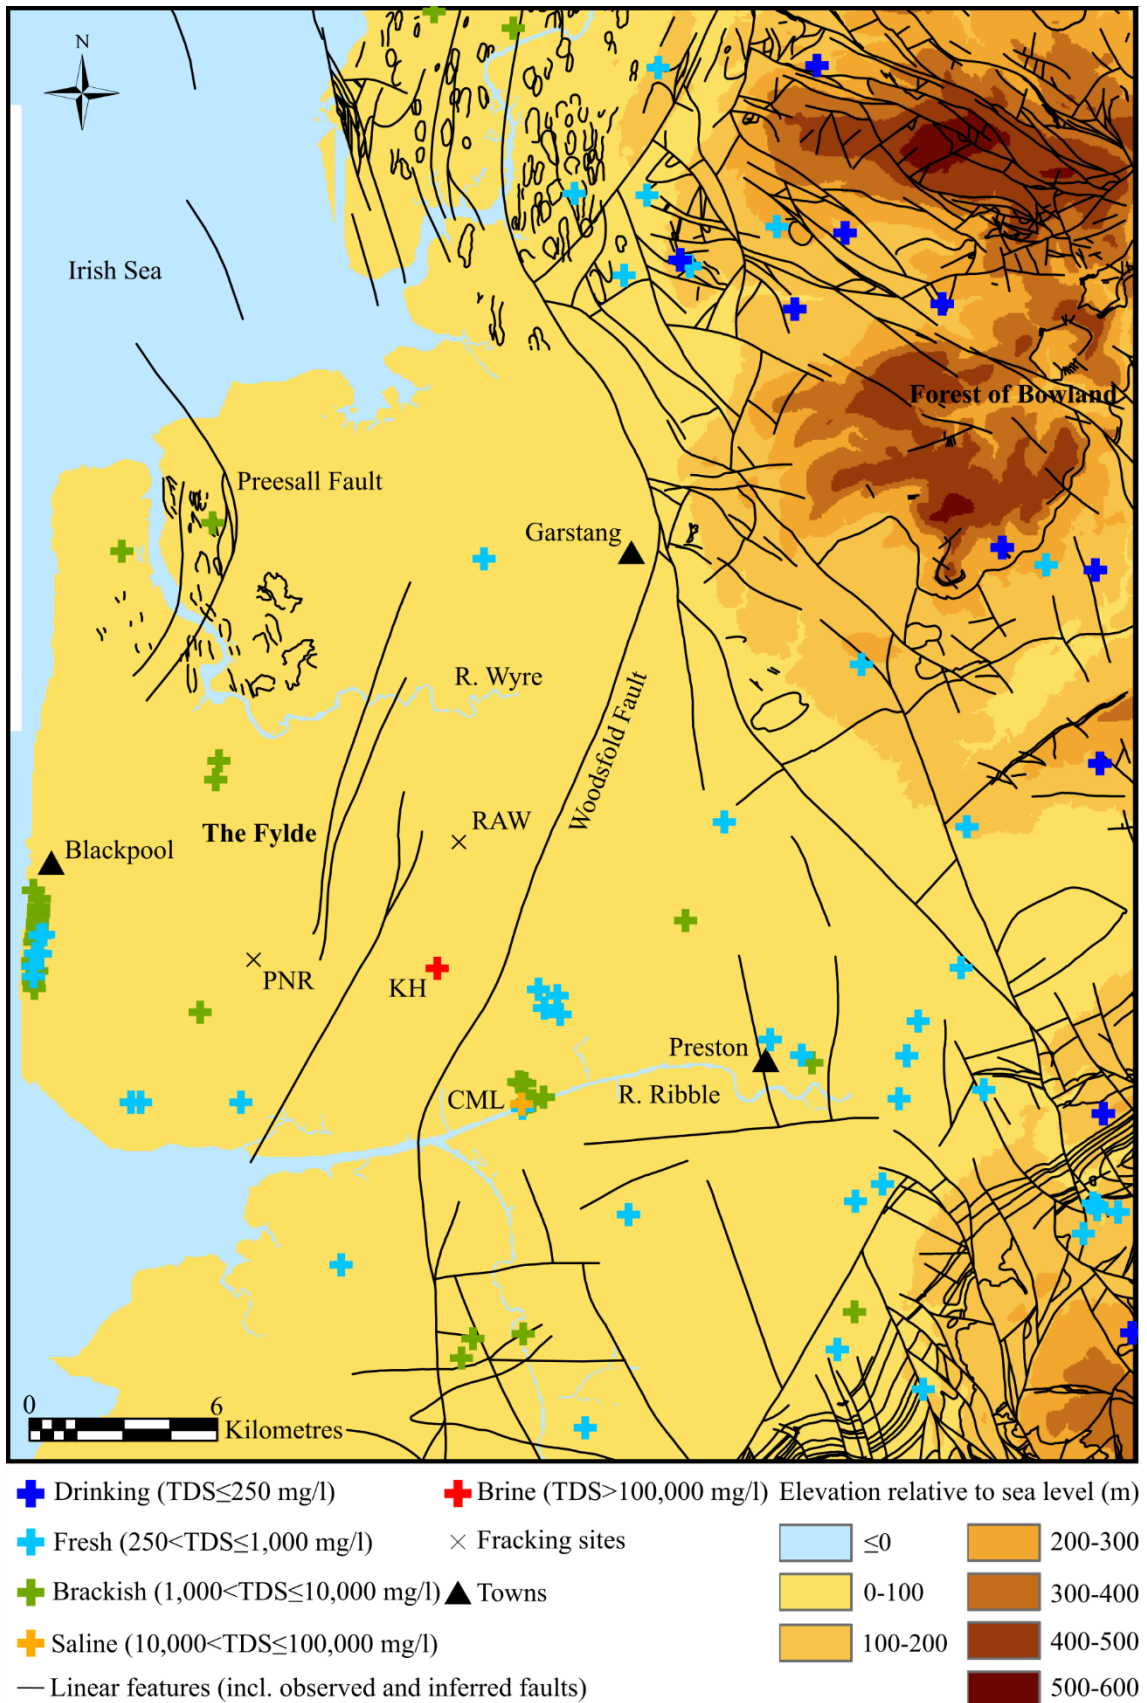 N
Irish Sea
Forest of Bowland
Preesall Fault
Garstang
R. Wyre
Woodsfold Fault
RAW
The Fylde
Blackpool
PNR
KH
Preston
CML
R. Ribble
0 6
Kilometres
Drinking (TDS≤250 mg/l)
Fresh (250<TDS≤1,000 mg/l)
Brackish (1,000<TDS≤10,000 mg/l)
Saline (10,000<TDS≤100,000 mg/l)
Linear features (incl. observed and inferred faults)
Brine (TDS>100,000 mg/l)
Fracking sites
Towns
Elevation relative to sea level (m)
≤0
0-100
100-200
200-300
300-400
400-500
500-600